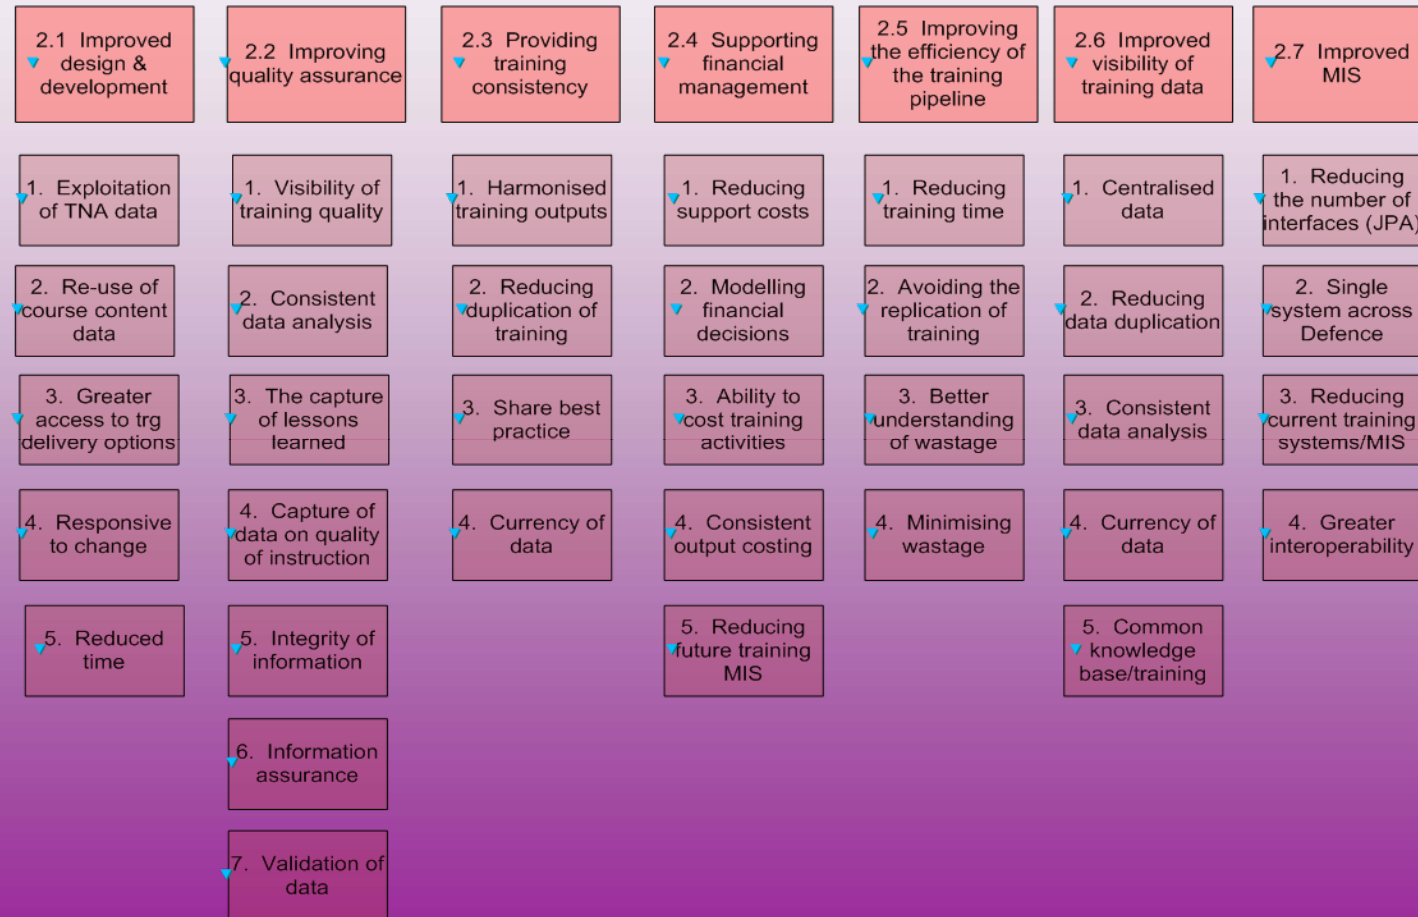 2.1 Improved
design &
development
2.2 Improving
quality assurance
2.3 Providing
training
consistency
2.4 Supporting
financial
management
2.5 Improving
the efficiency of
the training
pipeline
2.6 Improved
visibility of
training data
2.7 Improved
MIS
1. Exploitation
of TNA data
1. Visibility of
training quality
1. Harmonised
training outputs
1. Reducing
support costs
1. Reducing
training time
1. Centralised
data
1. Reducing
the number of
interfaces (JPA)
2. Re-use of
course content
data
2. Consistent
data analysis
2. Reducing
duplication of
training
2. Modelling
financial
decisions
2. Avoiding the
replication of
training
2. Reducing
data duplication
2. Single
system across
Defence
3. Greater
access to trg
delivery options
3. The capture
of lessons
learned
3. Share best
practice
3. Ability to
cost training
activities
3. Better
understanding
of wastage
3. Consistent
data analysis
3. Reducing
current training
systems/MIS
4. Responsive
to change
4. Capture of
data on quality
of instruction
4. Currency of
data
4. Consistent
output costing
4. Minimising
wastage
4. Currency of
data
4. Greater
interoperability
5. Reduced
time
5. Integrity of
information
5. Reducing
future training
MIS
5. Common
knowledge
base/training
6. Information
assurance
7. Validation of
data